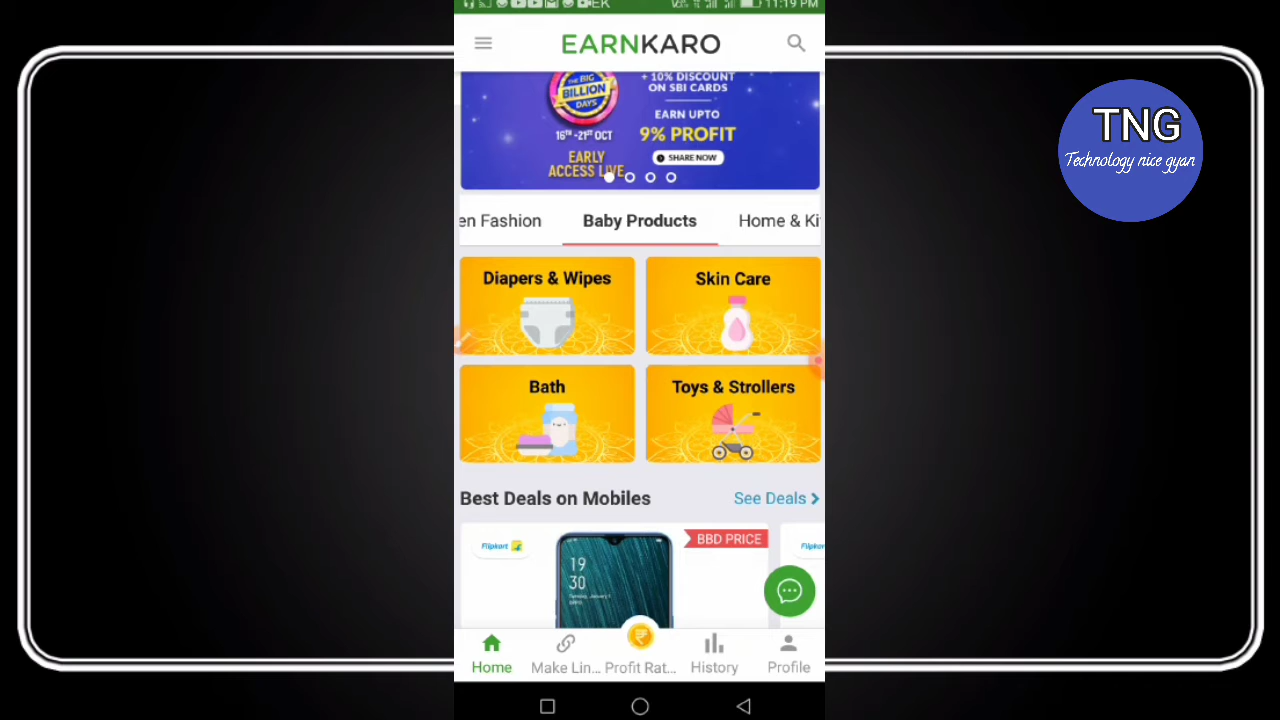 EK
11:19 PM
EARNKARO
THE BIG
BILLION
DAYS
+ 10% DISCOUNT
ON SBI CARDS
EARN UPTO
9% PROFIT
16TH -21ST OCT
SHARE NOW
EARLY
ACCESS LIVE
TNG
Technology nice gyan
en Fashion
Baby Products
Home & Ki
Diapers & Wipes
Skin Care
Bath
Toys & Strollers
Best Deals on Mobiles
See Deals
Flipkart
BBD PRICE
Flipkar
19
30
Home
Make Lin...
Profit Rat...
History
Profile